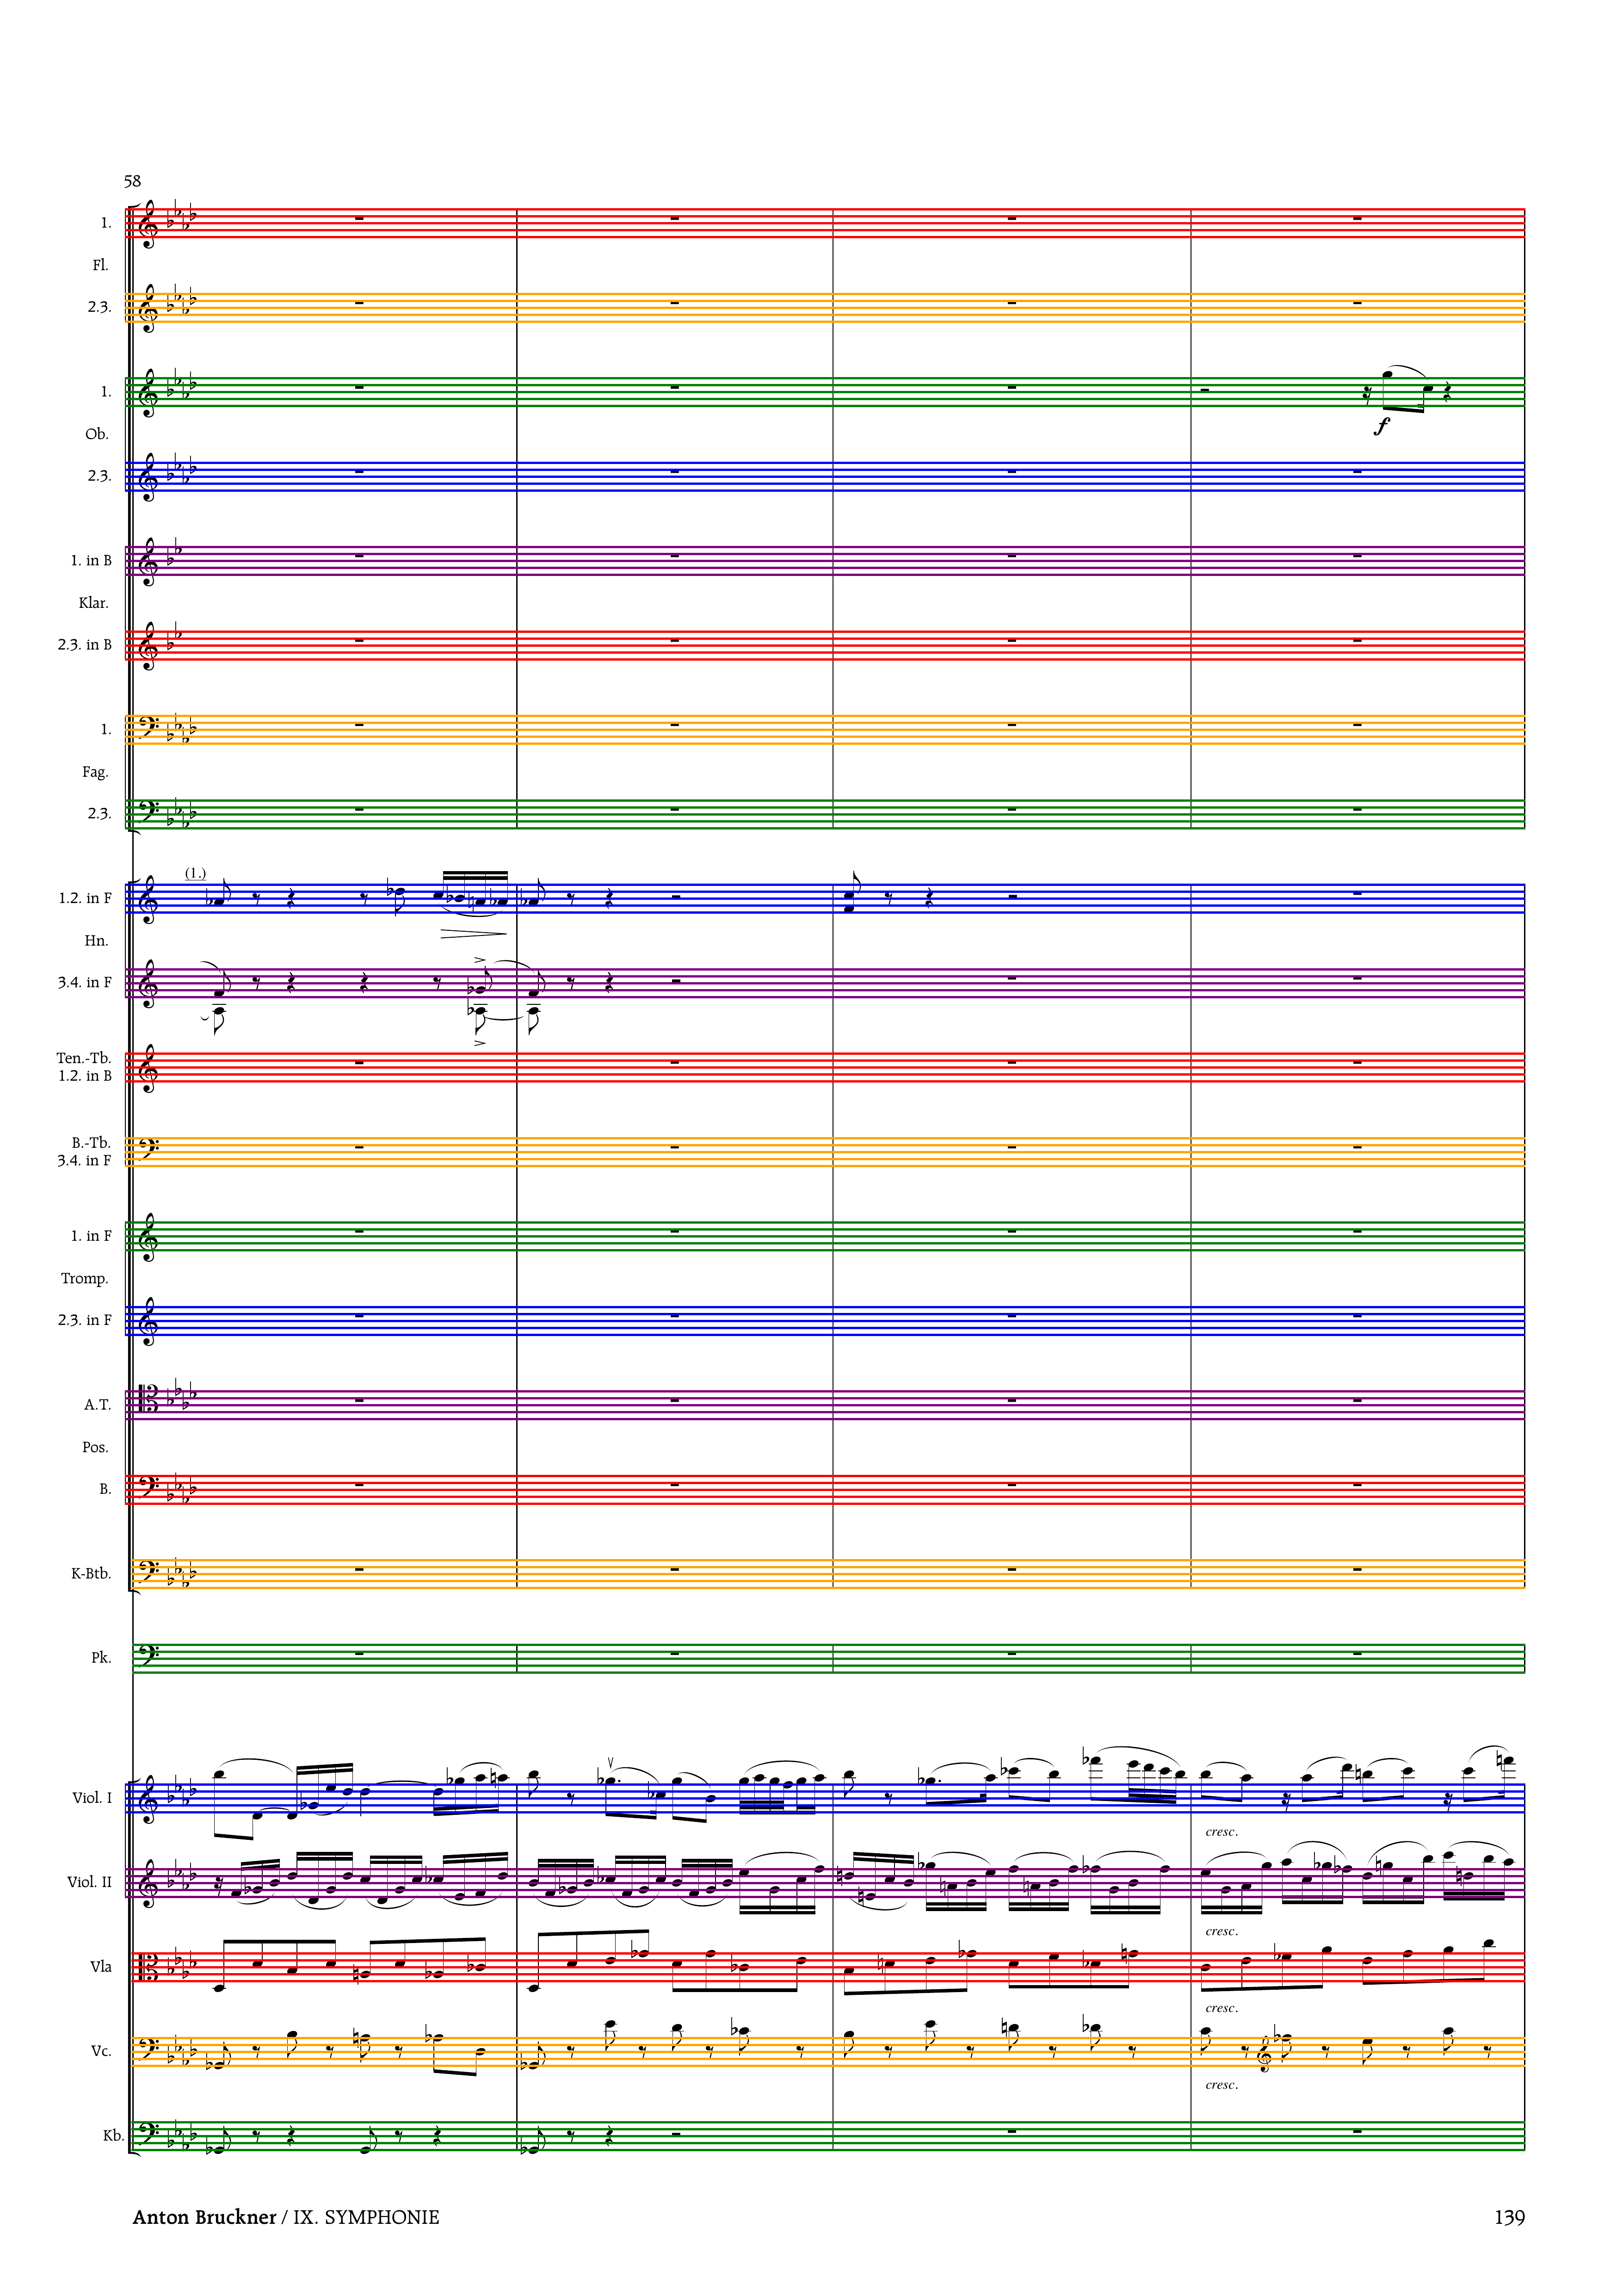 58
1.
Fl.
2.3.
1.
Ob.
f
2.3.
1. in B
Klar.
2.3. in B
1.
Fag.
2.3.
(1.)
1.2. in F
Hn.
3.4. in F
Ten.-Tb.
1.2. in B
B.-Tb.
3.4. in F
1. in F
Tromp.
2.3. in F
A.T.
Pos.
B.
K-Btb.
Pk.
Viol. I
cresc.
Viol. II
cresc.
Vla
cresc.
Vc.
cresc.
Kb.
Anton Bruckner / IX. SYMPHONIE 139